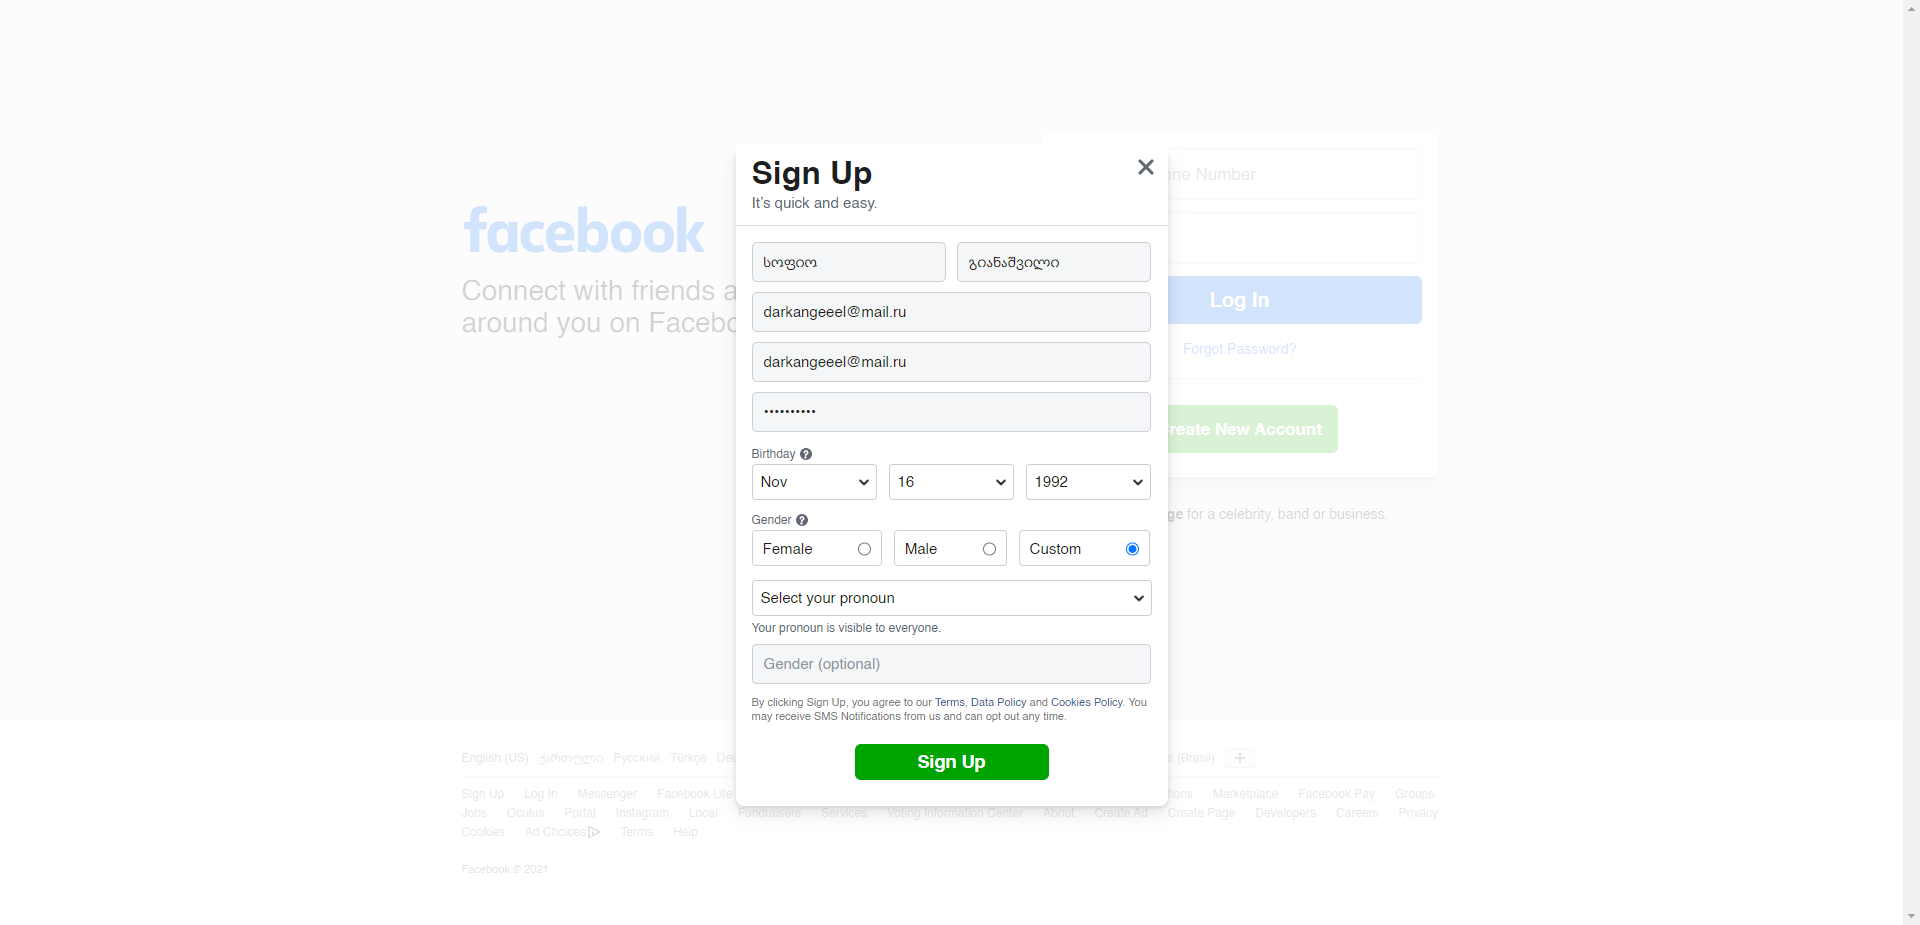 Sign Up
It's quick and easy.
სოფიო გიანაშვილი
darkangeeel@mail.ru
darkangeeel@mail.ru
••••••••••
Birthday ?
Nov 16 1992
Gender ?
Female Male Custom
Select your pronoun
Your pronoun is visible to everyone.
Gender (optional)
By clicking Sign Up, you agree to our Terms, Data Policy and Cookies Policy. You
may receive SMS Notifications from us and can opt out any time.
Sign Up
facebook
Connect with friends
around you on
Number
Log In
Forgot Password?
New Account
for a celebrity, band or business.
English (US) ქართული Русский Türkçe (Brasil)
Sign Up Log In Messenger Facebook Lite Marketplace Facebook Pay Groups
Jobs Oculus Portal Instagram Local Fundraisers Services Voting Information Center About Create Ad Create Page Developers Careers Privacy
Cookies Ad Choices Terms Help
Facebook © 2021